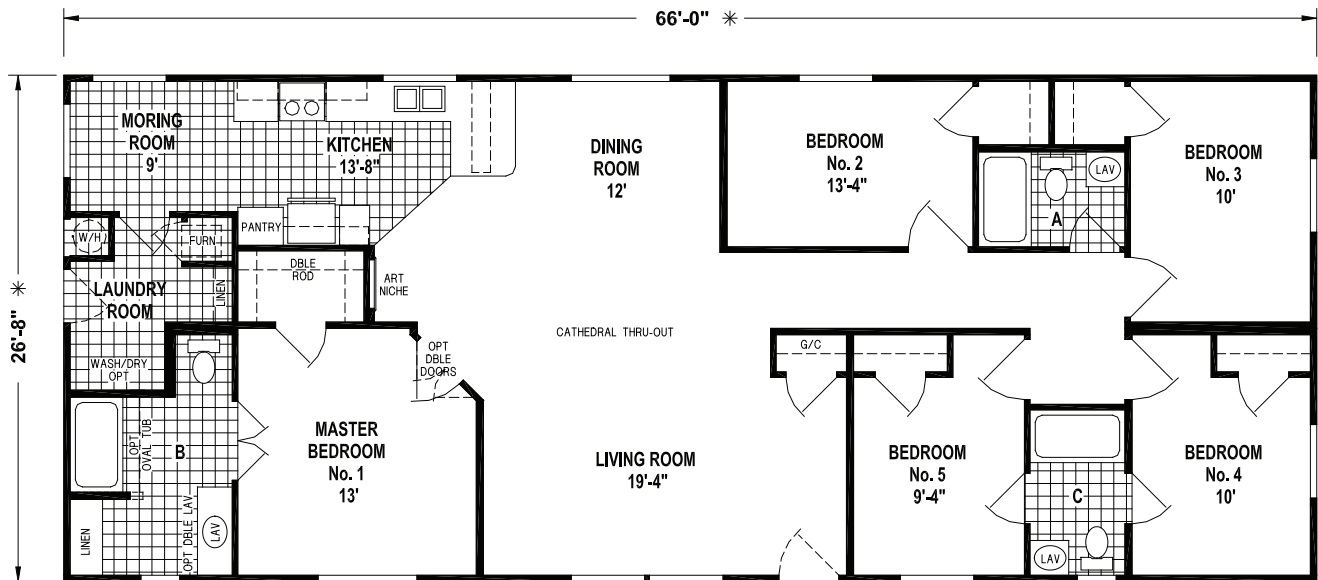 66'-0" ✳
26'-8" ✳
MORING
ROOM
9'
KITCHEN
13'-8"
DINING
ROOM
12'
BEDROOM
No. 2
13'-4"
BEDROOM
No. 3
10'
LAV
A
W/H
FURN
PANTRY
DBLE
ROD
ART
NICHE
LAUNDRY
ROOM
LINEN
WASH/DRY
OPT
CATHEDRAL THRU-OUT
OPT
DBLE
DOORS
G/C
OPT
OVAL TUB
B
MASTER
BEDROOM
No. 1
13'
LIVING ROOM
19'-4"
BEDROOM
No. 5
9'-4"
C
BEDROOM
No. 4
10'
LINEN
OPT DBLE LAV
LAV
LAV